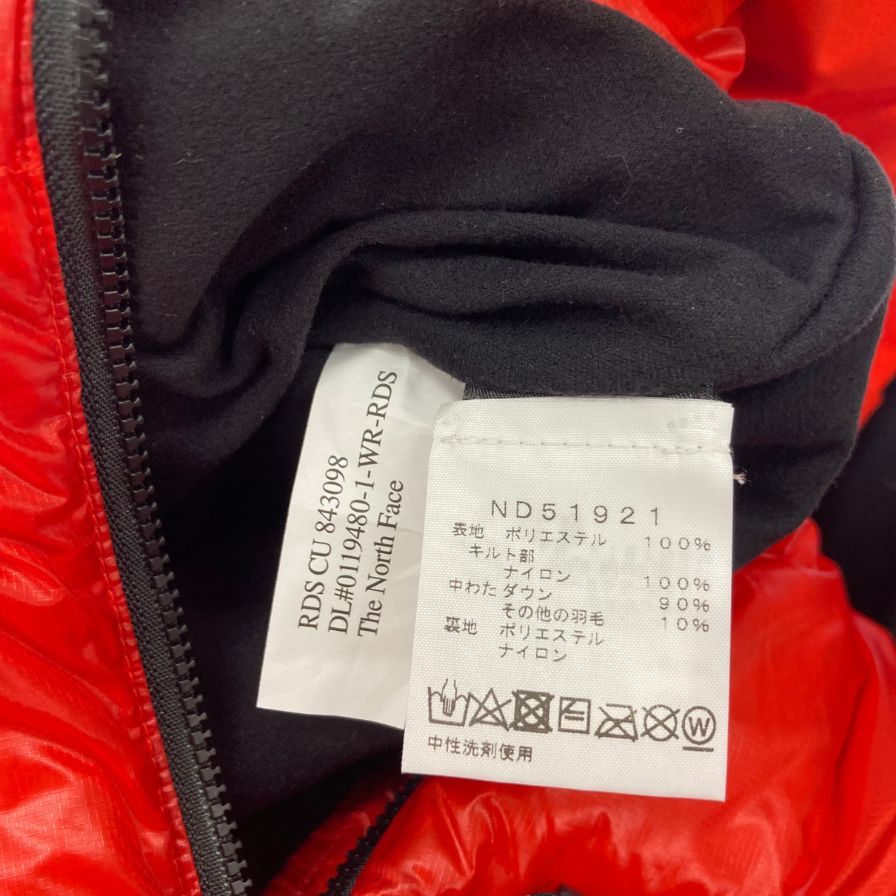 RDS CU 843098
DL#0119480-1-WR-RDS
The North Face
ND51921
表地 ポリエステル 100%
キルト部
ナイロン 100%
中わた ダウン 90%
その他の羽毛 10%
裏地 ポリエステル
ナイロン
W
中性洗剤使用